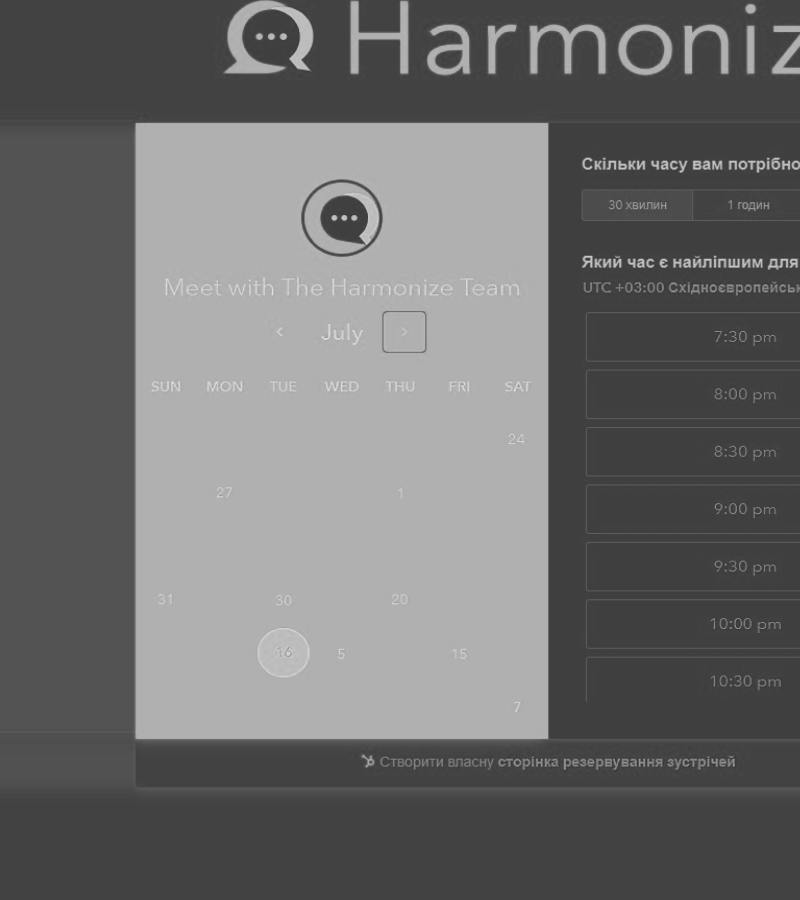 Harmoniz
Meet with The Harmonize Team
‹ July ›
SUN MON TUE WED THU FRI SAT
24
27 1
31 30 20
16 5 15
7
Скільки часу вам потрібно
30 хвилин 1 годин
Який час є найліпшим для
UTC +03:00 Східноєвропейськ
7:30 pm
8:00 pm
8:30 pm
9:00 pm
9:30 pm
10:00 pm
10:30 pm
Створити власну сторінка резервування зустрічей